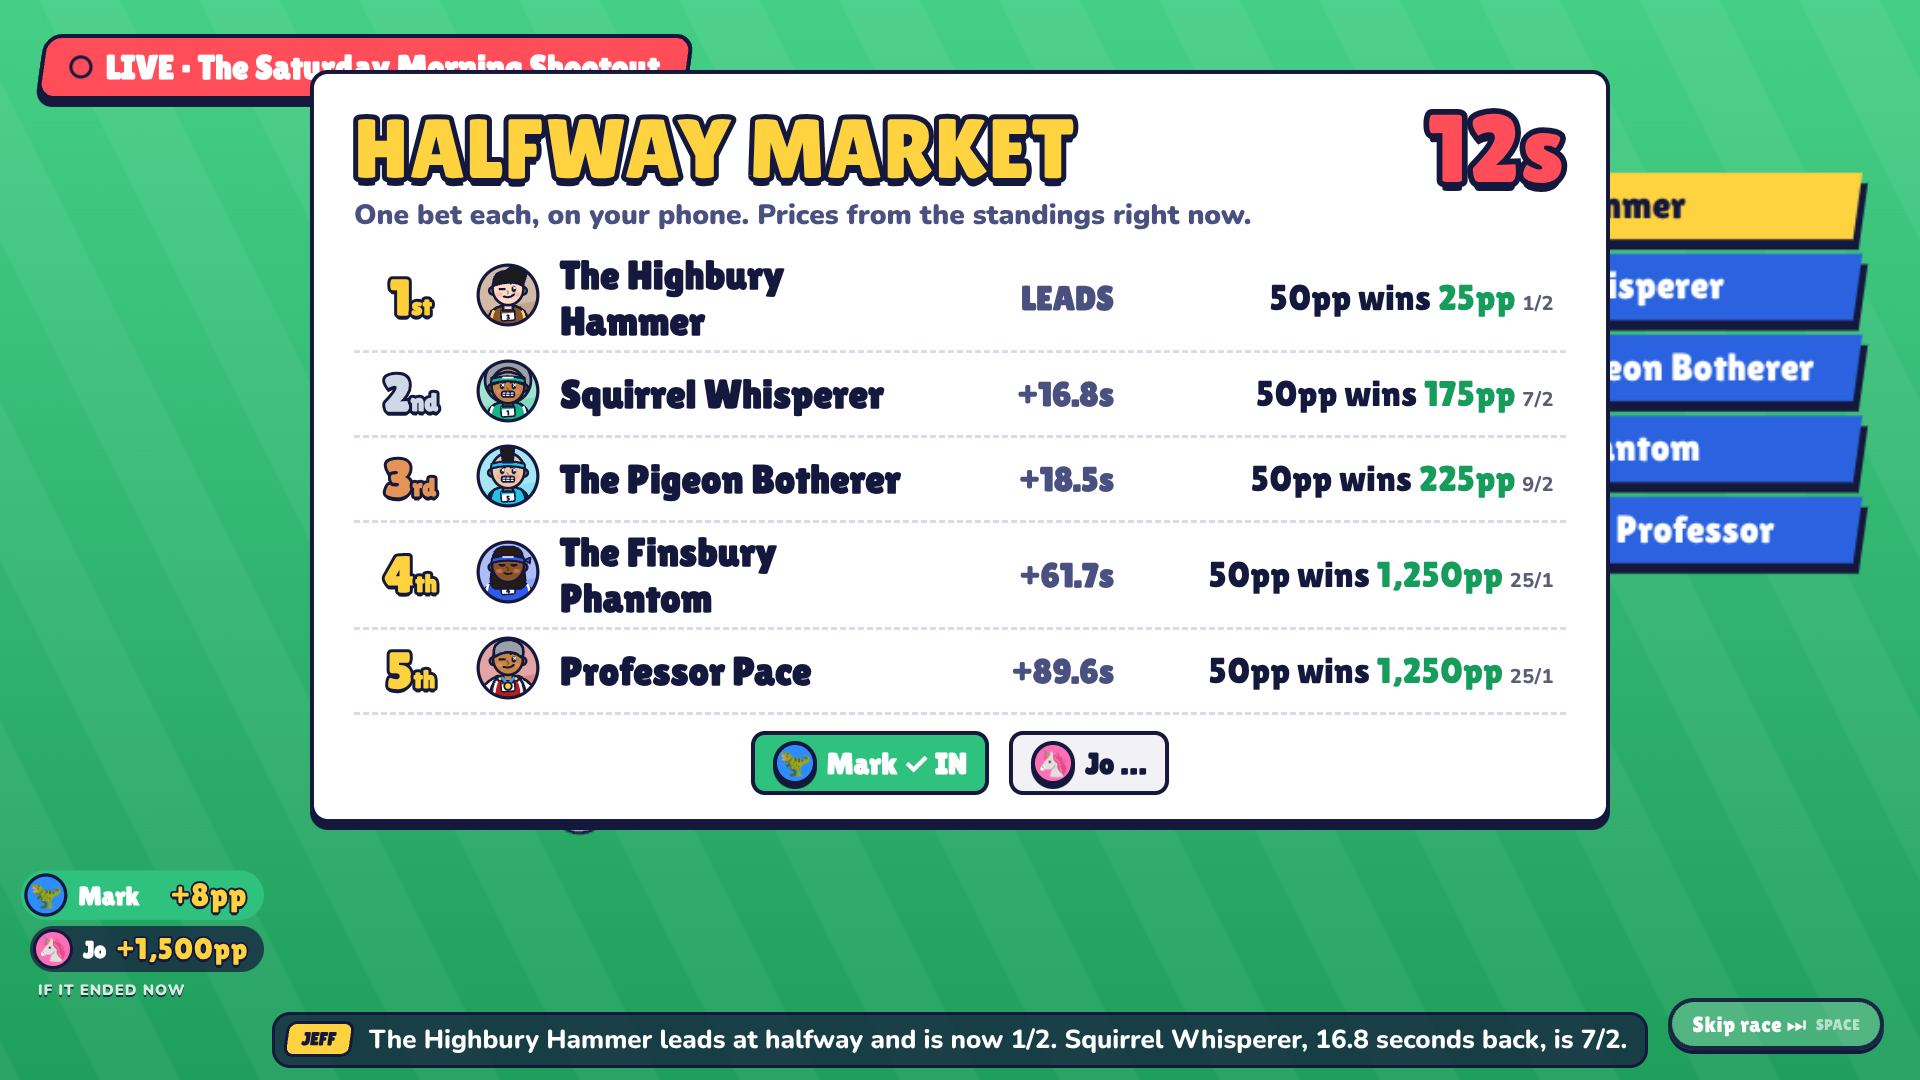 LIVE · The Saturday Morning Shootout
HALFWAY MARKET
12s
One bet each, on your phone. Prices from the standings right now.
1st The Highbury Hammer LEADS 50pp wins 25pp 1/2
2nd Squirrel Whisperer +16.8s 50pp wins 175pp 7/2
3rd The Pigeon Botherer +18.5s 50pp wins 225pp 9/2
4th The Finsbury Phantom +61.7s 50pp wins 1,250pp 25/1
5th Professor Pace +89.6s 50pp wins 1,250pp 25/1
Mark ✓ IN
Jo ...
Botherer
Professor
Mark +8pp
Jo +1,500pp
IF IT ENDED NOW
JEFF The Highbury Hammer leads at halfway and is now 1/2. Squirrel Whisperer, 16.8 seconds back, is 7/2.
Skip race SPACE